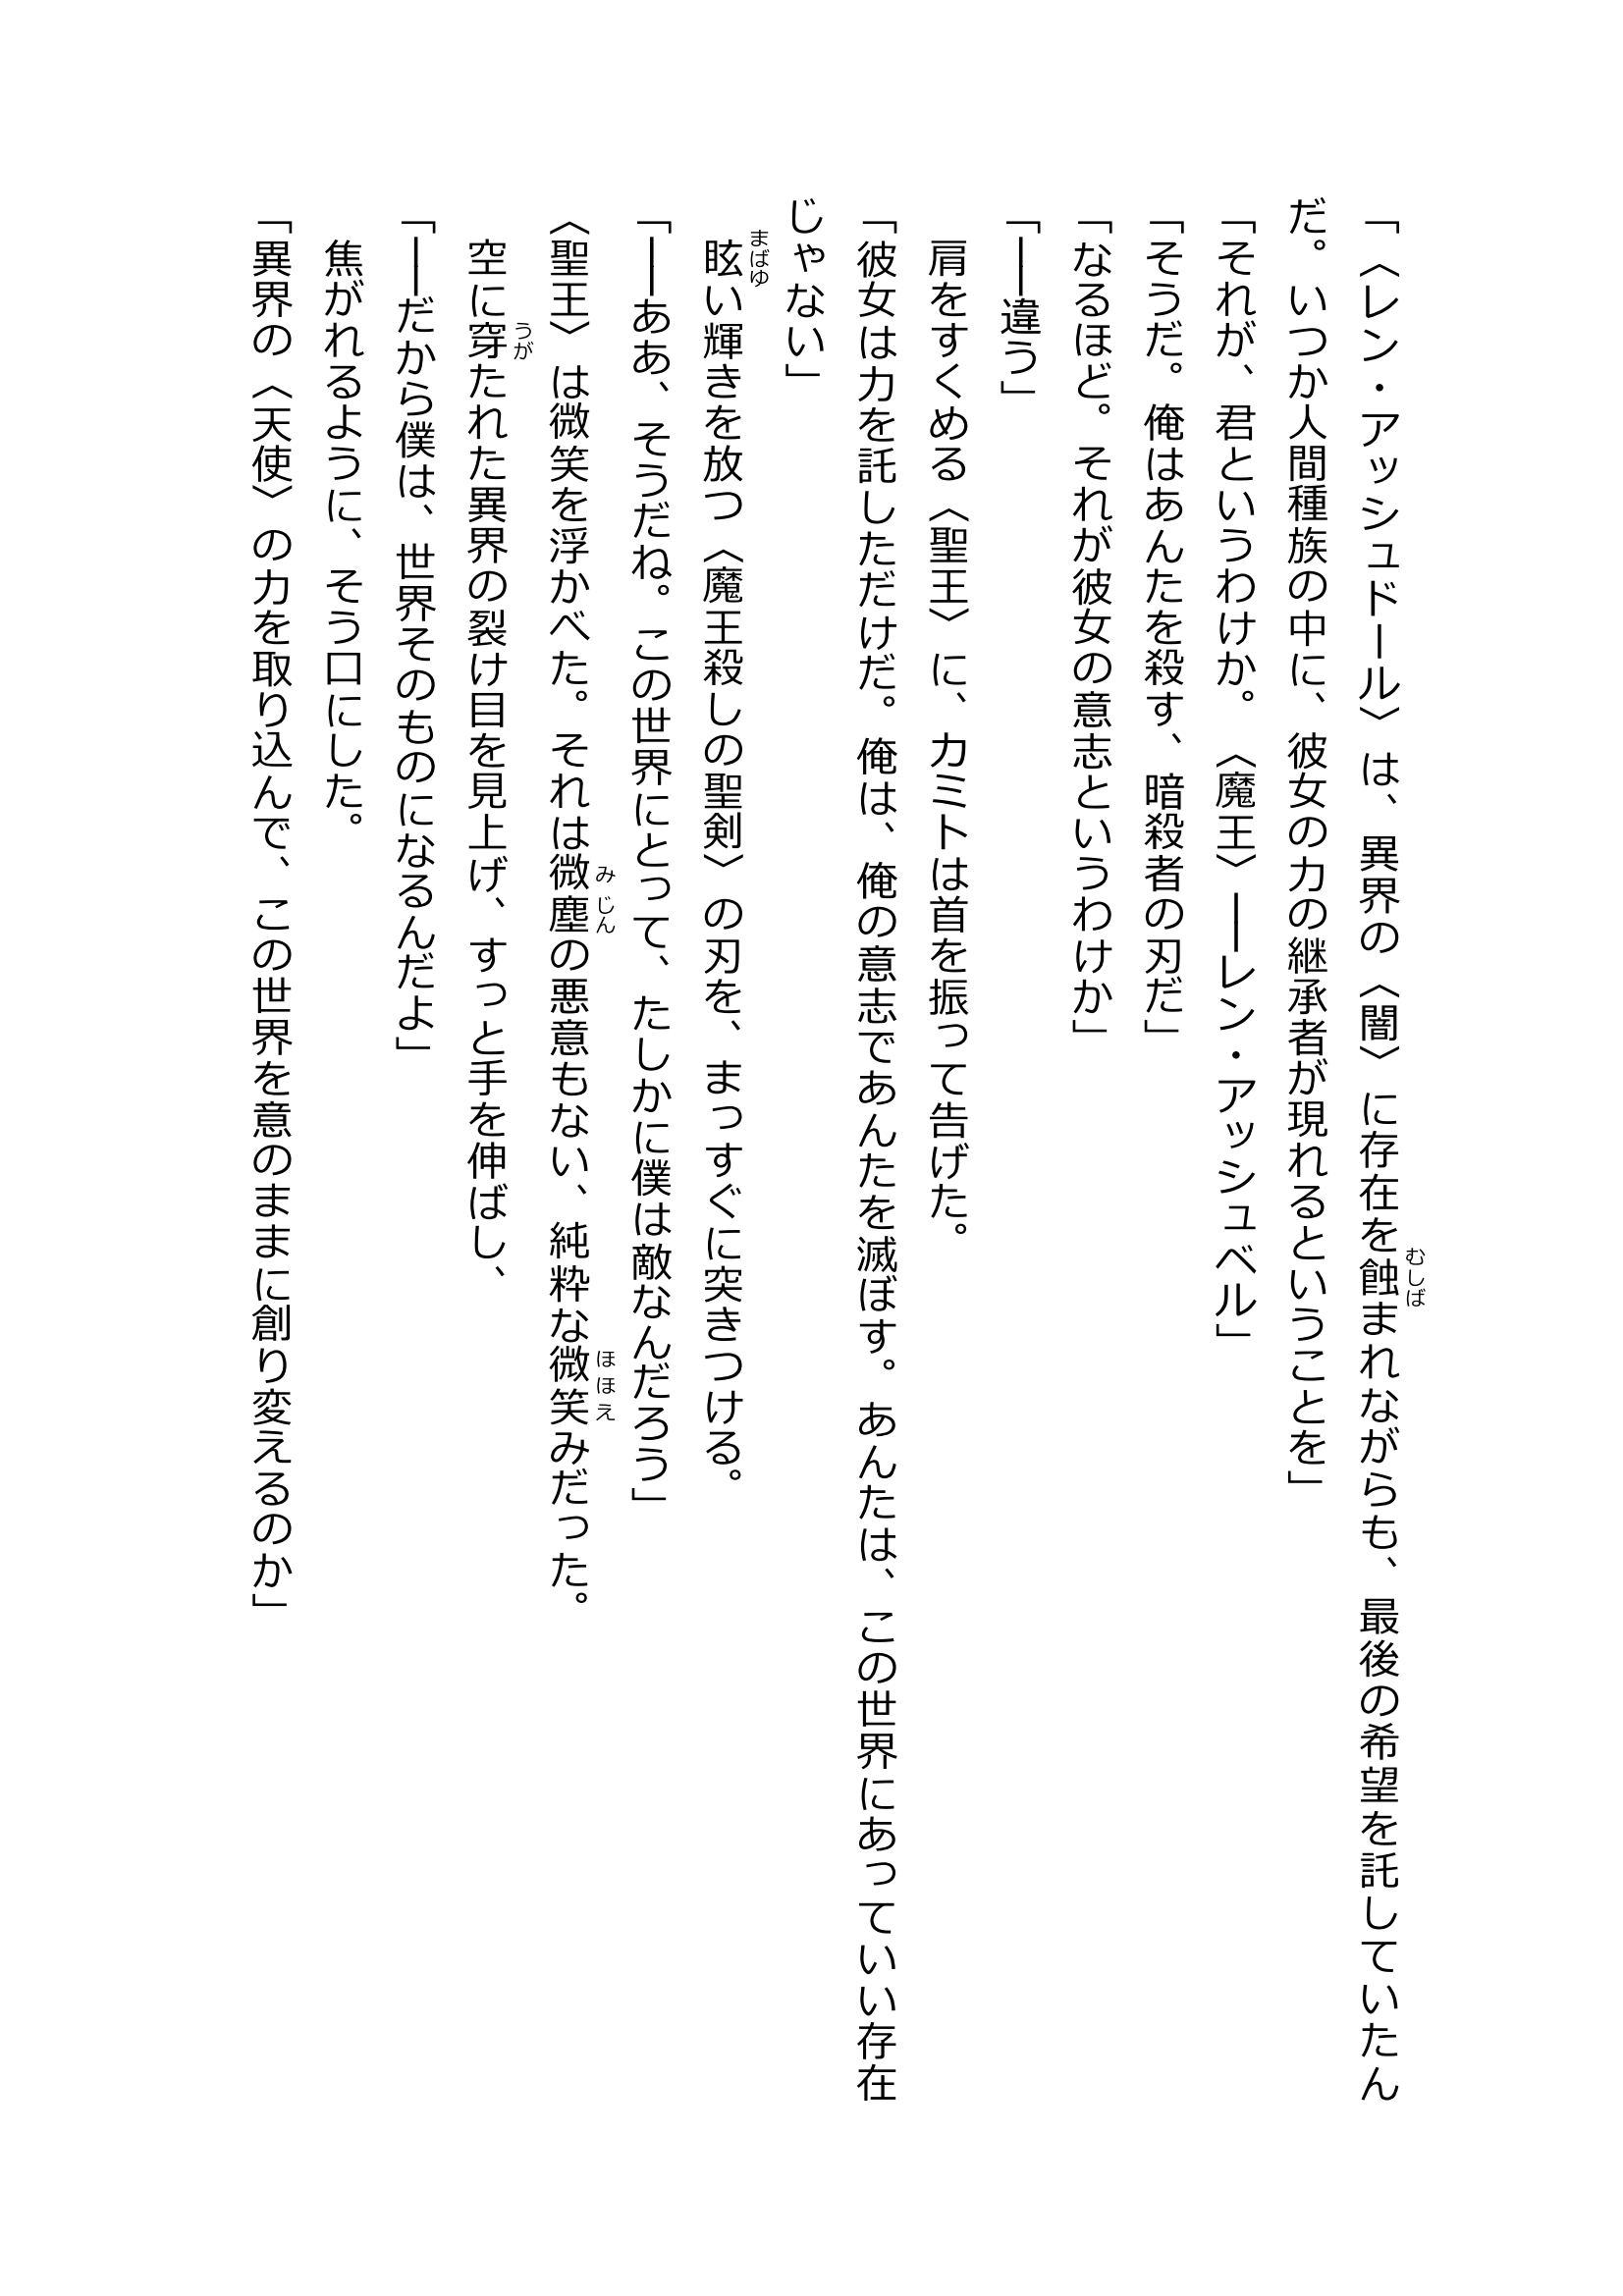 「〈レン・アッシュドール〉は、異界の〈闇〉に存在を蝕まれながらも、最後の希望を託していたん
だ。いつか人間種族の中に、彼女の力の継承者が現れるということを」
「それが、君というわけか。〈魔王〉――レン・アッシュベル」
「そうだ。俺はあんたを殺す、暗殺者の刃だ」
「なるほど。それが彼女の意志というわけか」
「――違う」
　肩をすくめる〈聖王〉に、カミトは首を振って告げた。
「彼女は力を託しただけだ。俺は、俺の意志であんたを滅ぼす。あんたは、この世界にあっていい存在
じゃない」
　眩い輝きを放つ〈魔王殺しの聖剣〉の刃を、まっすぐに突きつける。
「――ああ、そうだね。この世界にとって、たしかに僕は敵なんだろう」
〈聖王〉は微笑を浮かべた。それは微塵の悪意もない、純粋な微笑みだった。
　空に穿たれた異界の裂け目を見上げ、すっと手を伸ばし、
「――だから僕は、世界そのものになるんだよ」
　焦がれるように、そう口にした。
「異界の〈天使〉の力を取り込んで、この世界を意のままに創り変えるのか」